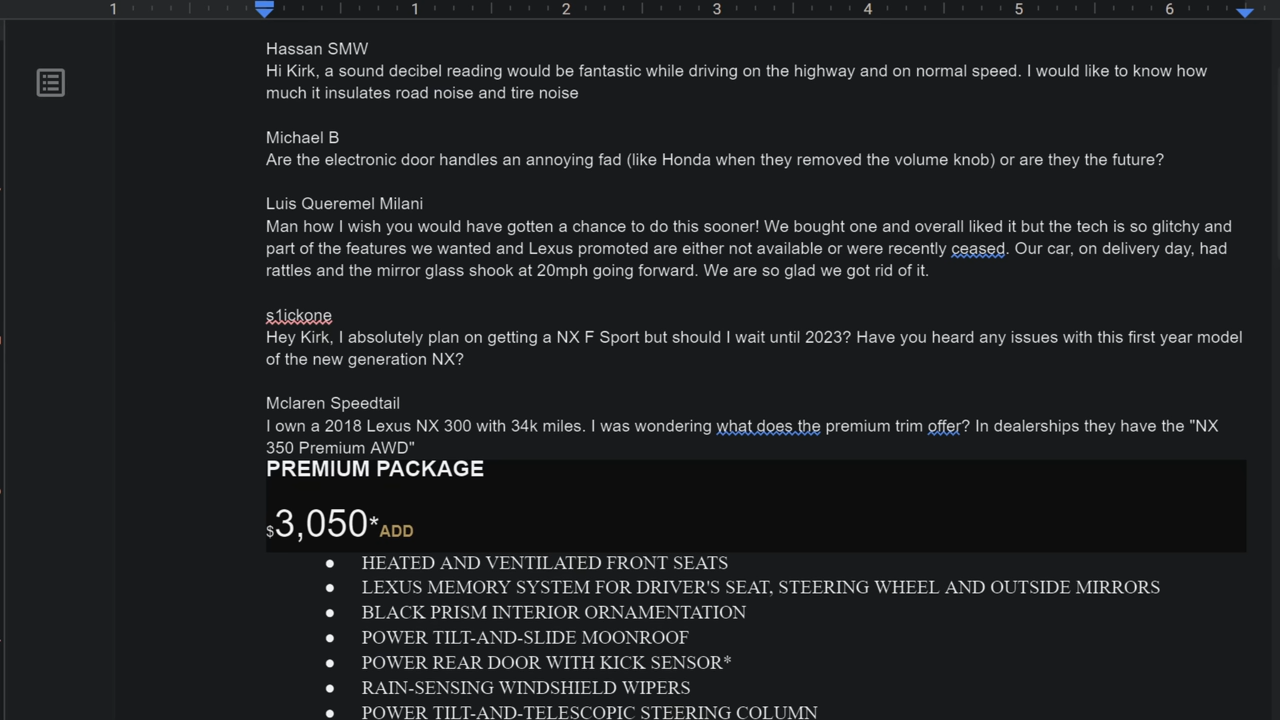 1 1 2 3 4 5 6
Hassan SMW
Hi Kirk, a sound decibel reading would be fantastic while driving on the highway and on normal speed. I would like to know how
much it insulates road noise and tire noise
Michael B
Are the electronic door handles an annoying fad (like Honda when they removed the volume knob) or are they the future?
Luis Queremel Milani
Man how I wish you would have gotten a chance to do this sooner! We bought one and overall liked it but the tech is so glitchy and
part of the features we wanted and Lexus promoted are either not available or were recently ceased. Our car, on delivery day, had
rattles and the mirror glass shook at 20mph going forward. We are so glad we got rid of it.
s1ickone
Hey Kirk, I absolutely plan on getting a NX F Sport but should I wait until 2023? Have you heard any issues with this first year model
of the new generation NX?
Mclaren Speedtail
I own a 2018 Lexus NX 300 with 34k miles. I was wondering what does the premium trim offer? In dealerships they have the "NX
350 Premium AWD"
PREMIUM PACKAGE
$3,050*ADD
● HEATED AND VENTILATED FRONT SEATS
● LEXUS MEMORY SYSTEM FOR DRIVER'S SEAT, STEERING WHEEL AND OUTSIDE MIRRORS
● BLACK PRISM INTERIOR ORNAMENTATION
● POWER TILT-AND-SLIDE MOONROOF
● POWER REAR DOOR WITH KICK SENSOR*
● RAIN-SENSING WINDSHIELD WIPERS
● POWER TILT-AND-TELESCOPIC STEERING COLUMN